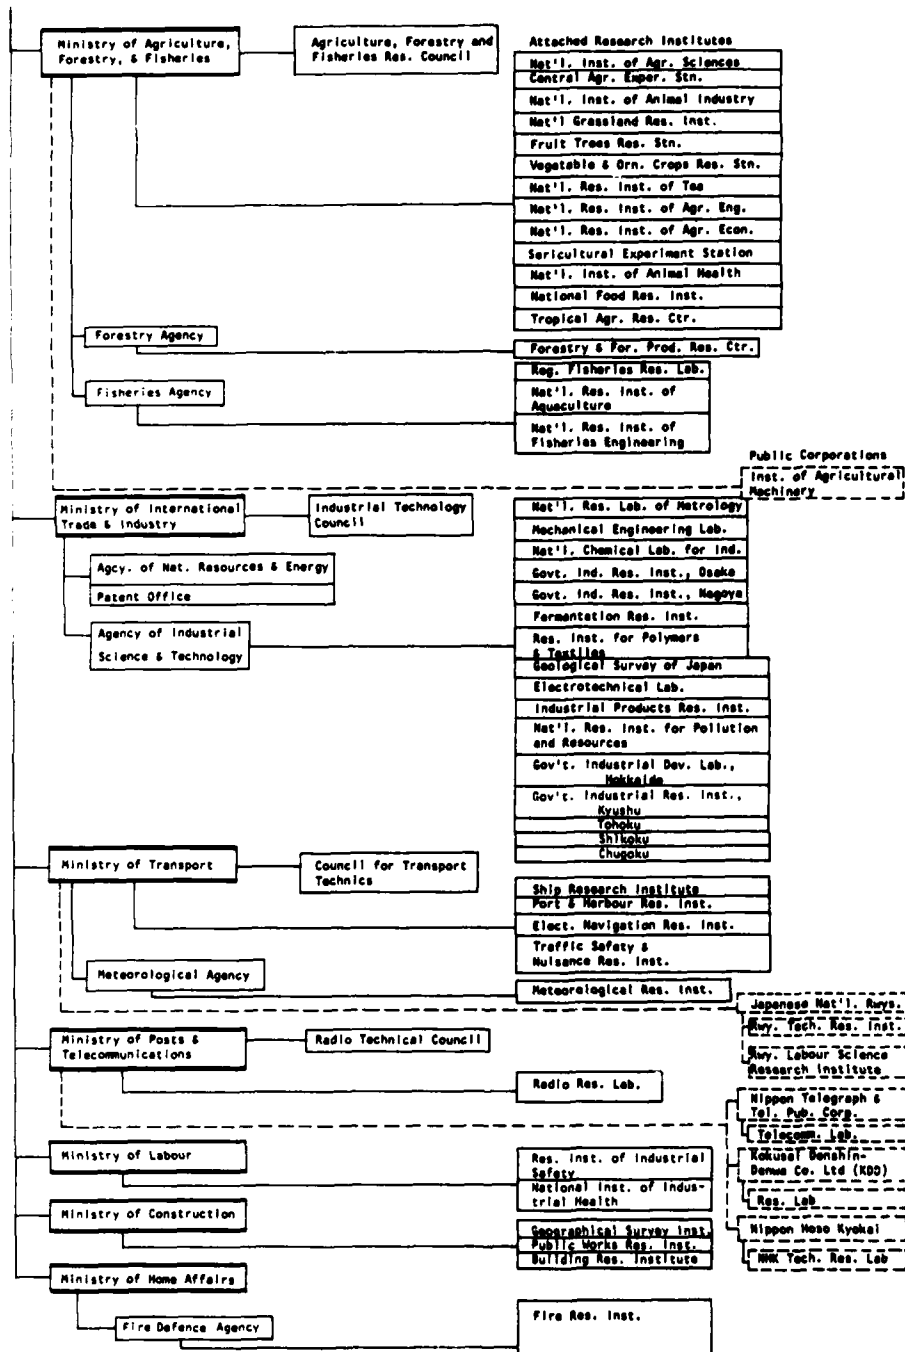 Ministry of Agriculture,
Forestry, & Fisheries
Agriculture, Forestry and
Fisheries Res. Council
Attached Research Institutes
Nat'l. Inst. of Agr. Sciences
Central Agr. Exper. Stn.
Nat'l. Inst. of Animal Industry
Nat'l Grassland Res. Inst.
Fruit Trees Res. Stn.
Vegetable & Orn. Crops Res. Stn.
Nat'l. Res. Inst. of Tea
Nat'l. Res. Inst. of Agr. Eng.
Nat'l. Res. Inst. of Agr. Econ.
Sericultural Experiment Station
Nat'l. Inst. of Animal Health
National Food Res. Inst.
Tropical Agr. Res. Ctr.
Forestry Agency
Forestry & For. Prod. Res. Ctr.
Fisheries Agency
Reg. Fisheries Res. Lab.
Nat'l. Res. Inst. of
Aquaculture
Nat'l. Res. Inst. of
Fisheries Engineering
Public Corporations
Inst. of Agricultural
Machinery
Ministry of International
Trade & Industry
Industrial Technology
Council
Agcy. of Nat. Resources & Energy
Patent Office
Agency of Industrial
Science & Technology
Nat'l. Res. Lab. of Metrology
Mechanical Engineering Lab.
Nat'l. Chemical Lab. for Ind.
Govt. Ind. Res. Inst., Osaka
Govt. Ind. Res. Inst., Nagoya
Fermentation Res. Inst.
Res. Inst. for Polymers
& Textiles
Geological Survey of Japan
Electrotechnical Lab.
Industrial Products Res. Inst.
Nat'l. Res. Inst. for Pollution
and Resources
Gov't. Industrial Dev. Lab.,
Hokkaido
Gov't. Industrial Res. Inst.,
Kyushu
Tohoku
Shikoku
Chugoku
Ministry of Transport
Council for Transport
Technics
Ship Research Institute
Port & Harbour Res. Inst.
Elect. Navigation Res. Inst.
Traffic Safety &
Nuisance Res. Inst.
Meteorological Agency
Meteorological Res. Inst.
Japanese Nat'l. Rwys.
Rwy. Tech. Res. Inst.
Rwy. Labour Science
Research Institute
Ministry of Posts &
Telecommunications
Radio Technical Council
Radio Res. Lab.
Nippon Telegraph &
Tel. Pub. Corp.
Telecomm. Lab.
Kokusai Denshin-
Denwa Co. Ltd (KDD)
Res. Lab
Nippon Hoso Kyokai
NHK Tech. Res. Lab
Ministry of Labour
Res. Inst. of Industrial
Safety
National Inst. of Indus-
trial Health
Ministry of Construction
Geographical Survey Inst.
Public Works Res. Inst.
Building Res. Institute
Ministry of Home Affairs
Fire Defence Agency
Fire Res. Inst.